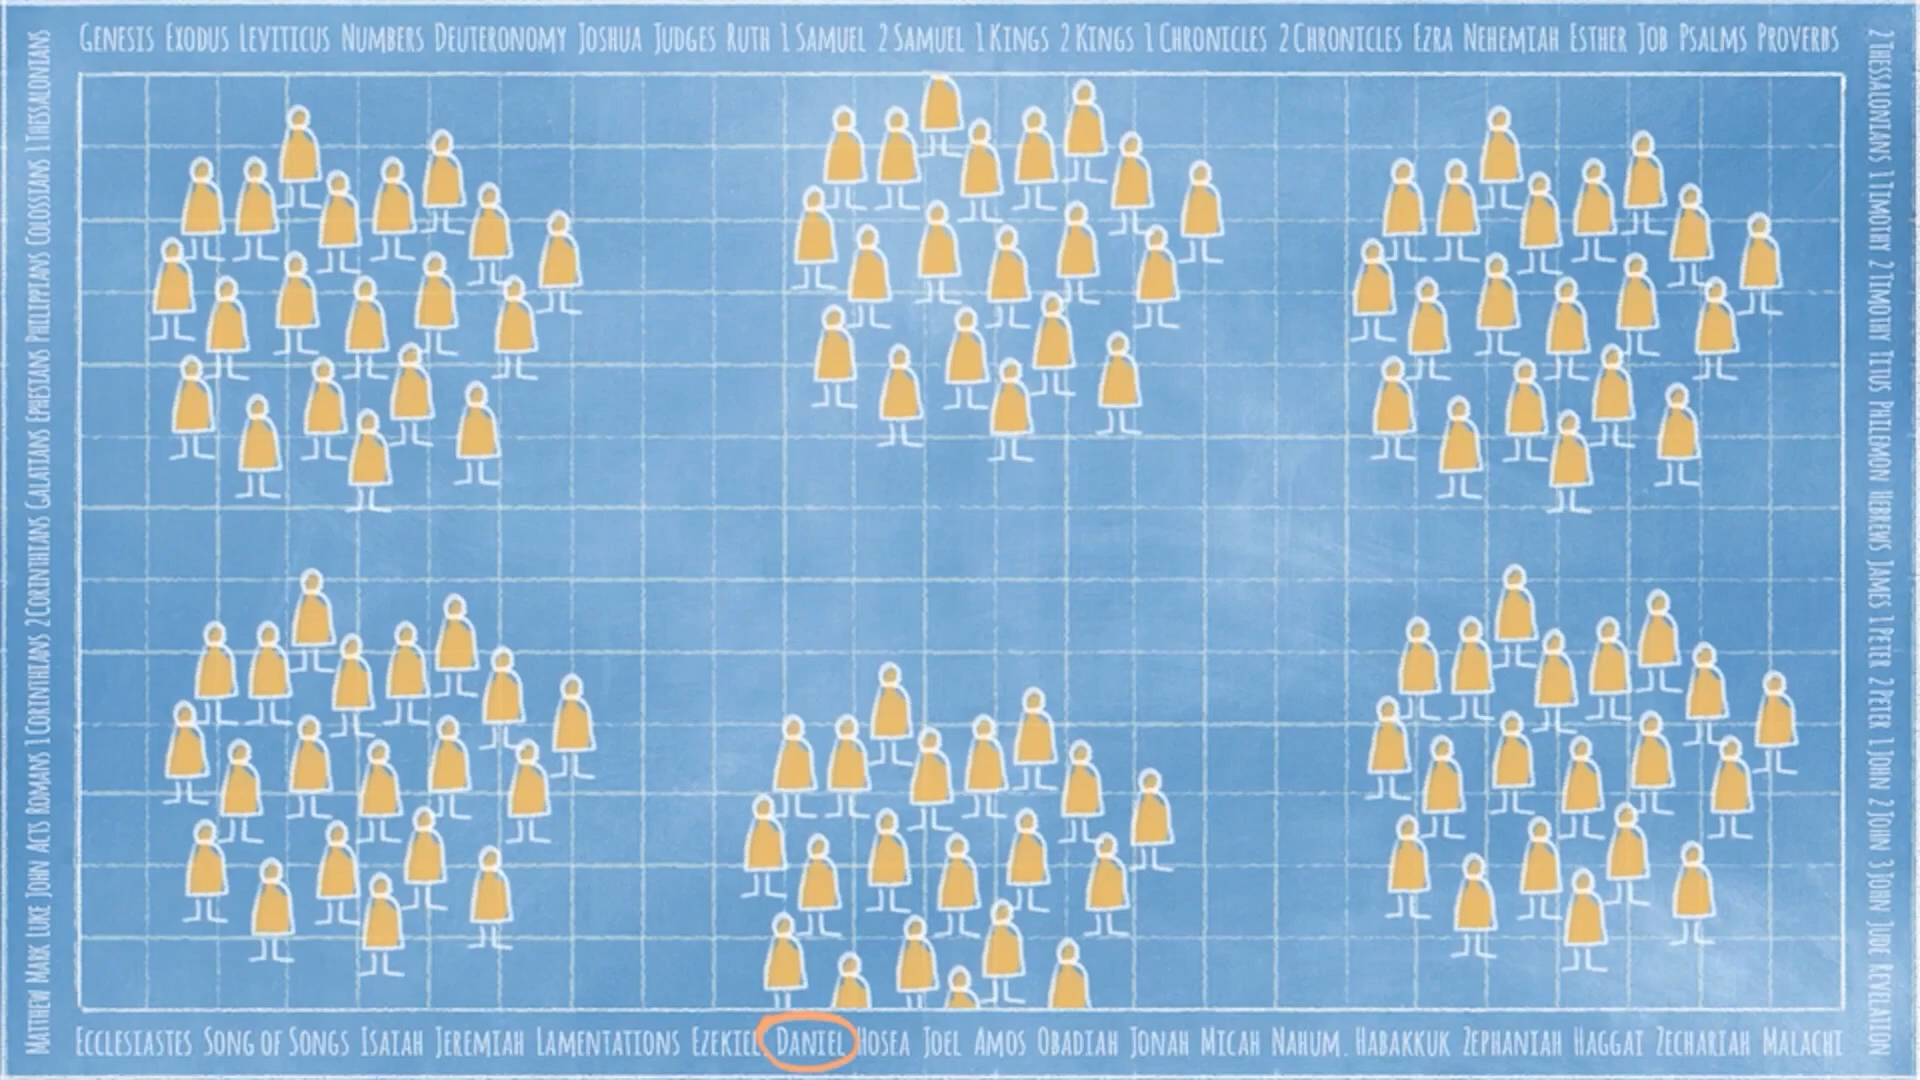 Genesis Exodus Leviticus Numbers Deuteronomy Joshua Judges Ruth 1 Samuel 2 Samuel 1 Kings 2 Kings 1 Chronicles 2 Chronicles Ezra Nehemiah Esther Job Psalms Proverbs
Ecclesiastes Song of Songs Isaiah Jeremiah Lamentations Ezekiel Daniel Hosea Joel Amos Obadiah Jonah Micah Nahum. Habakkuk Zephaniah Haggai Zechariah Malachi
Matthew Mark Luke John Acts Romans 1 Corinthians 2 Corinthians Galatians Ephesians Philippians Colossians 1 Thessalonians
2 Thessalonians 1 Timothy 2 Timothy Titus Philemon Hebrews James 1 Peter 2 Peter 1 John 2 John 3 John Jude Revelation